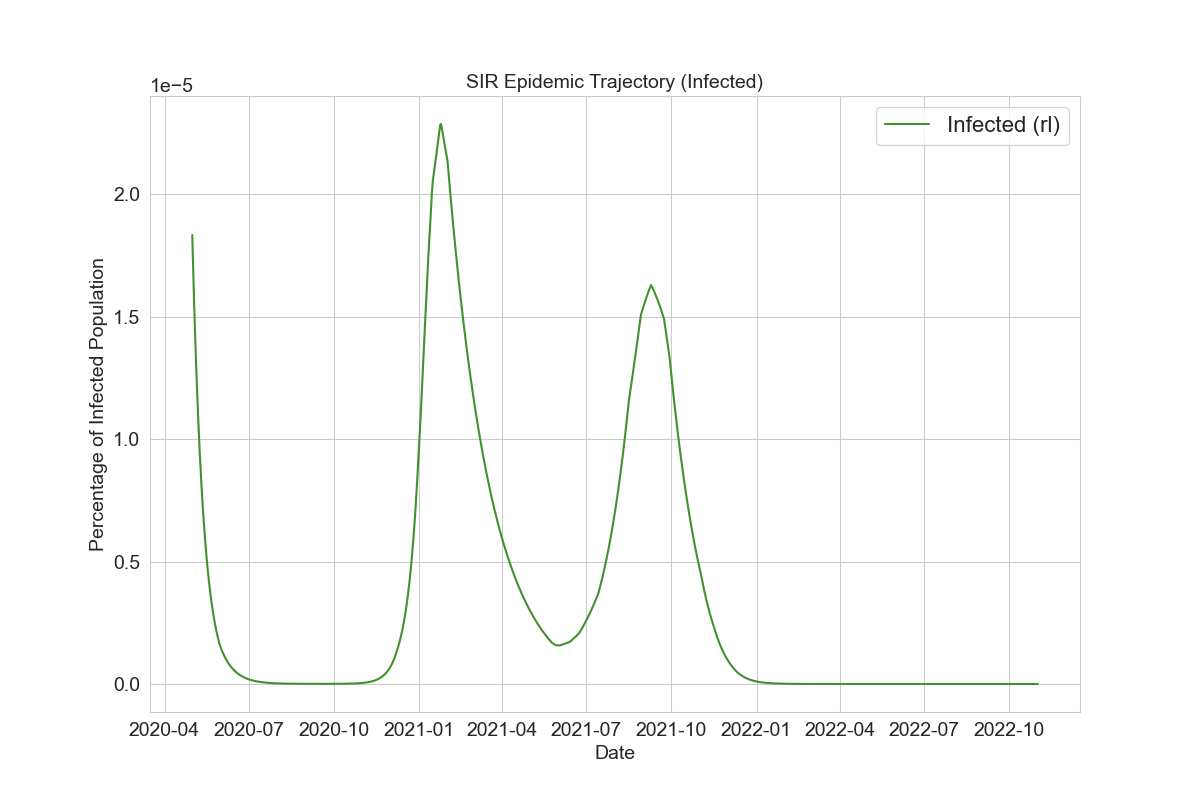 SIR Epidemic Trajectory (Infected)
1e−5
Infected (rl)
2.0
1.5
1.0
0.5
0.0
Percentage of Infected Population
2020-04 2020-07 2020-10 2021-01 2021-04 2021-07 2021-10 2022-01 2022-04 2022-07 2022-10
Date